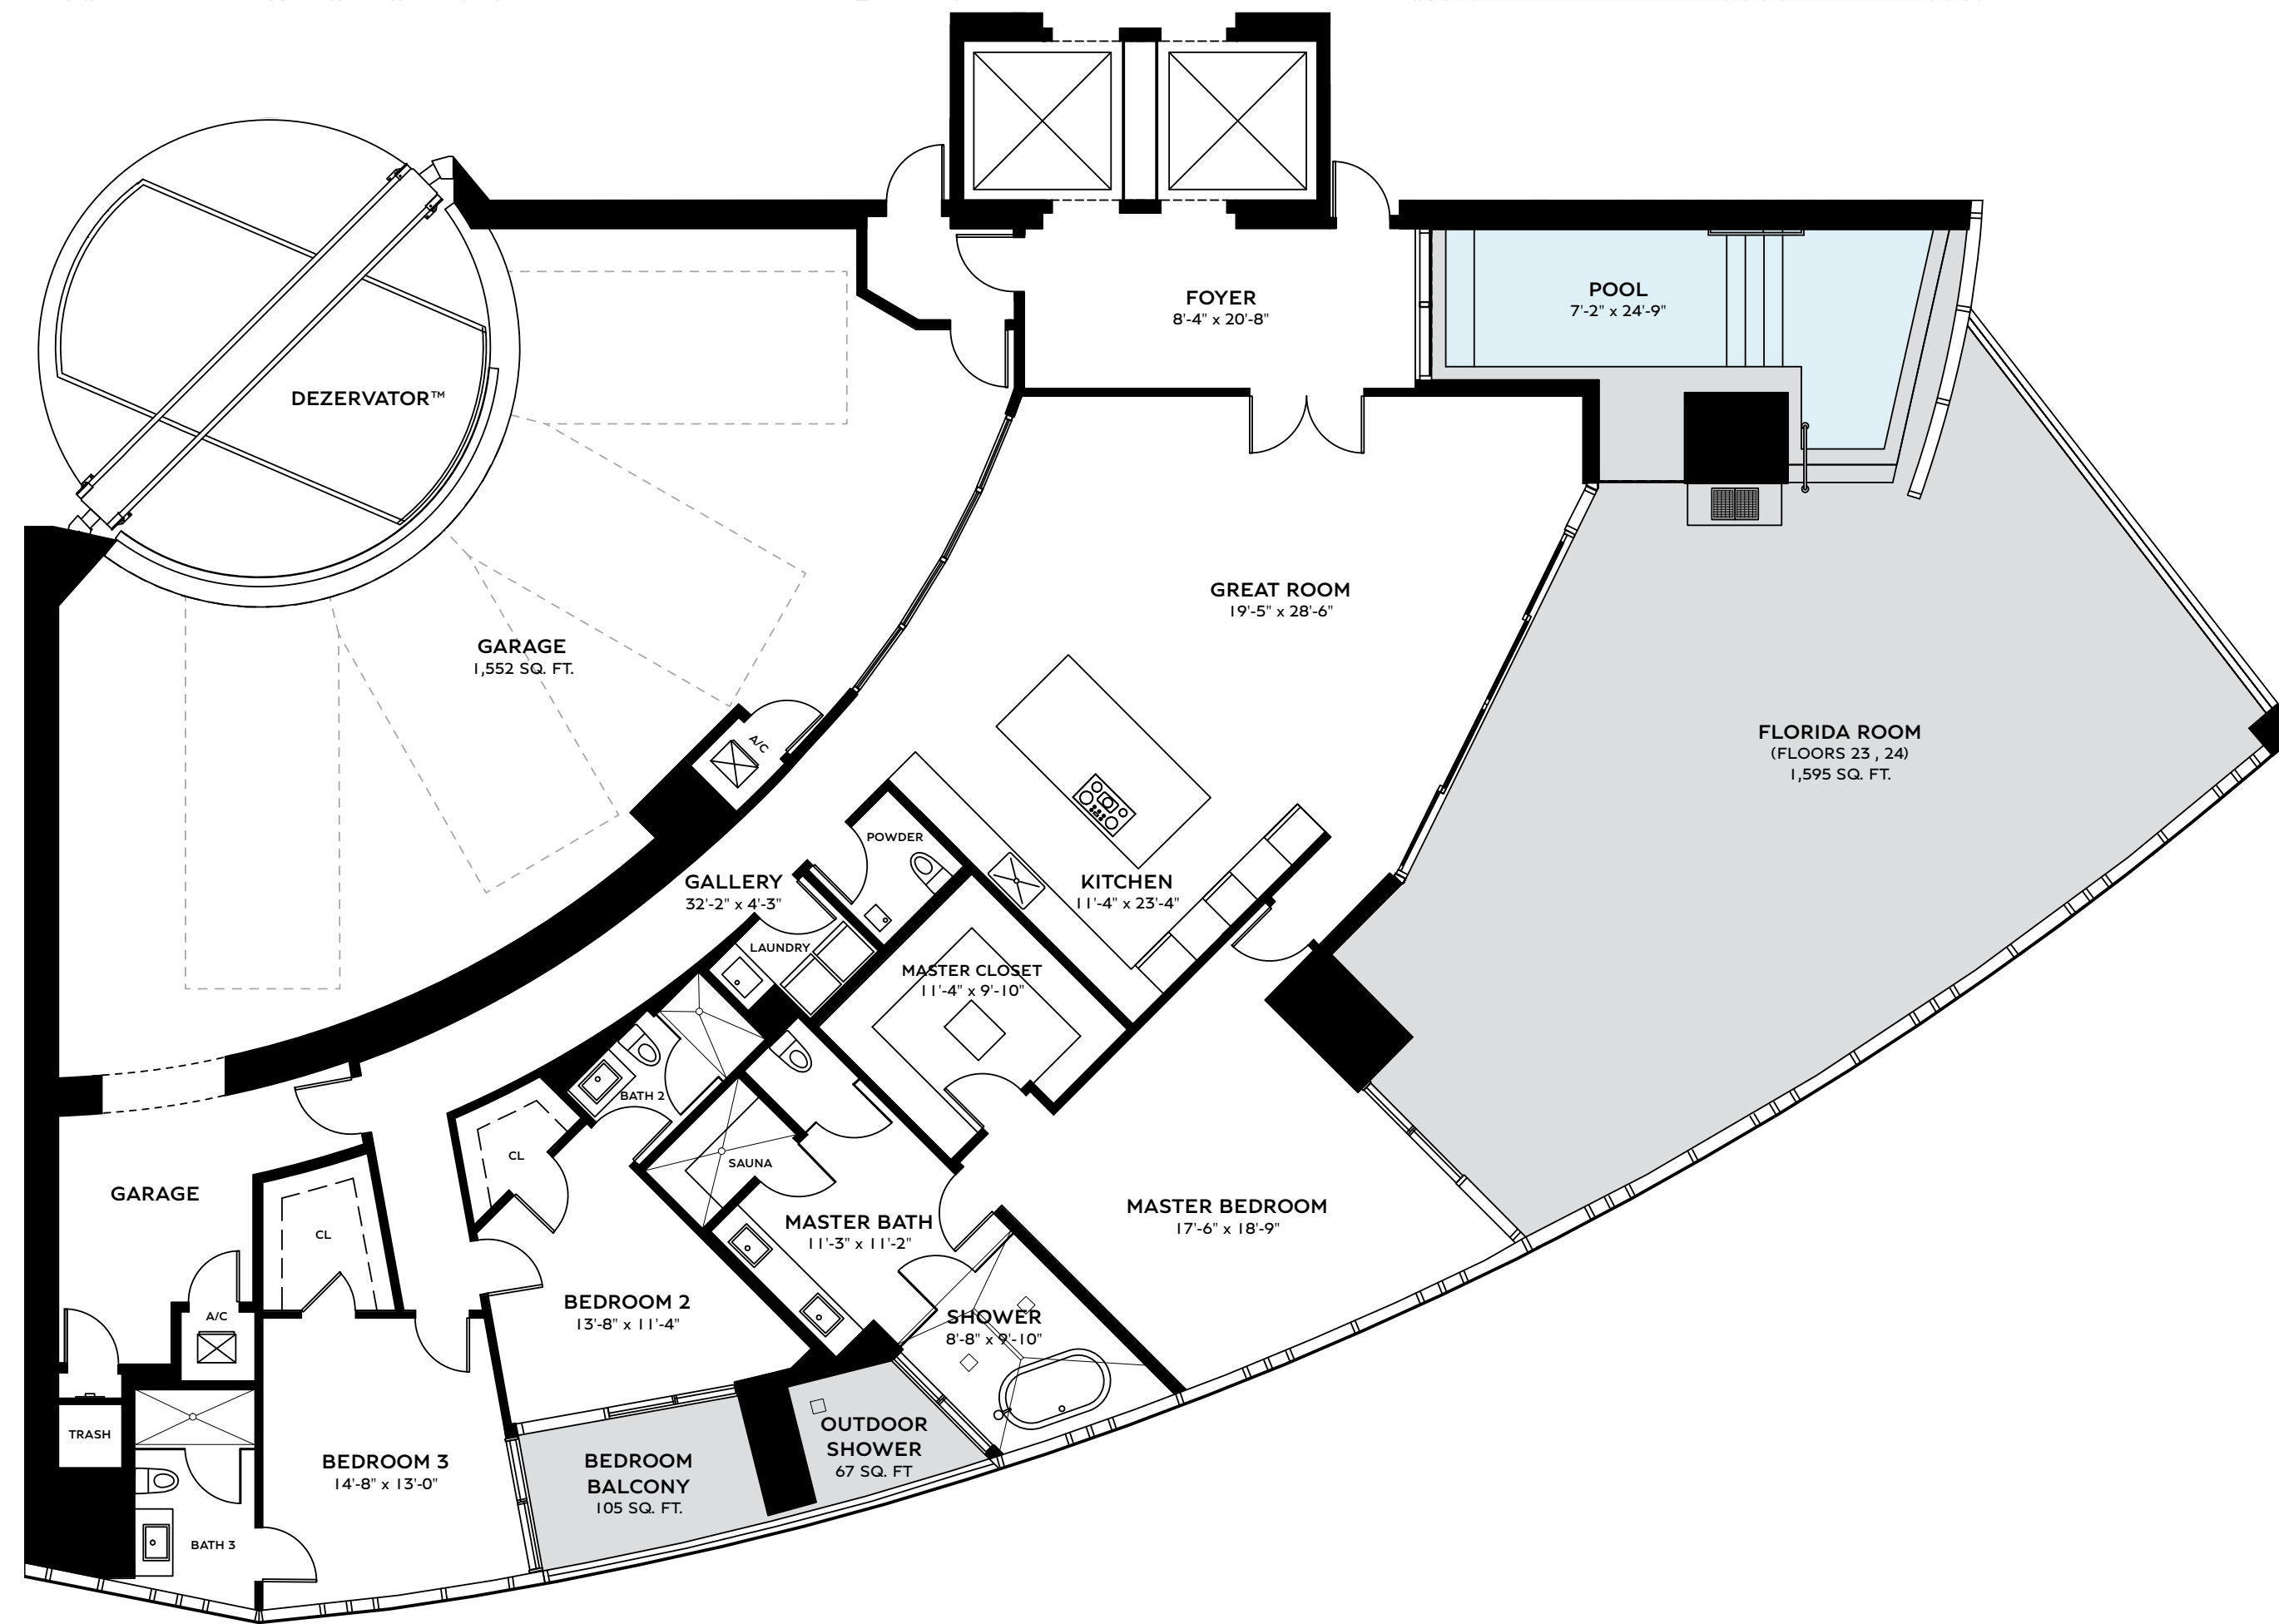 FOYER
8'-4" x 20'-8"
POOL
7'-2" x 24'-9"
DEZERVATOR™
GREAT ROOM
19'-5" x 28'-6"
GARAGE
1,552 SQ. FT.
FLORIDA ROOM
(FLOORS 23 , 24)
1,595 SQ. FT.
A/C
POWDER
GALLERY
32'-2" x 4'-3"
KITCHEN
11'-4" x 23'-4"
LAUNDRY
MASTER CLOSET
11'-4" x 9'-10"
BATH 2
CL
SAUNA
GARAGE
CL
MASTER BATH
11'-3" x 11'-2"
MASTER BEDROOM
17'-6" x 18'-9"
BEDROOM 2
13'-8" x 11'-4"
A/C
SHOWER
8'-8" x 9'-10"
TRASH
BEDROOM 3
14'-8" x 13'-0"
BEDROOM
BALCONY
105 SQ. FT.
OUTDOOR
SHOWER
67 SQ. FT
BATH 3